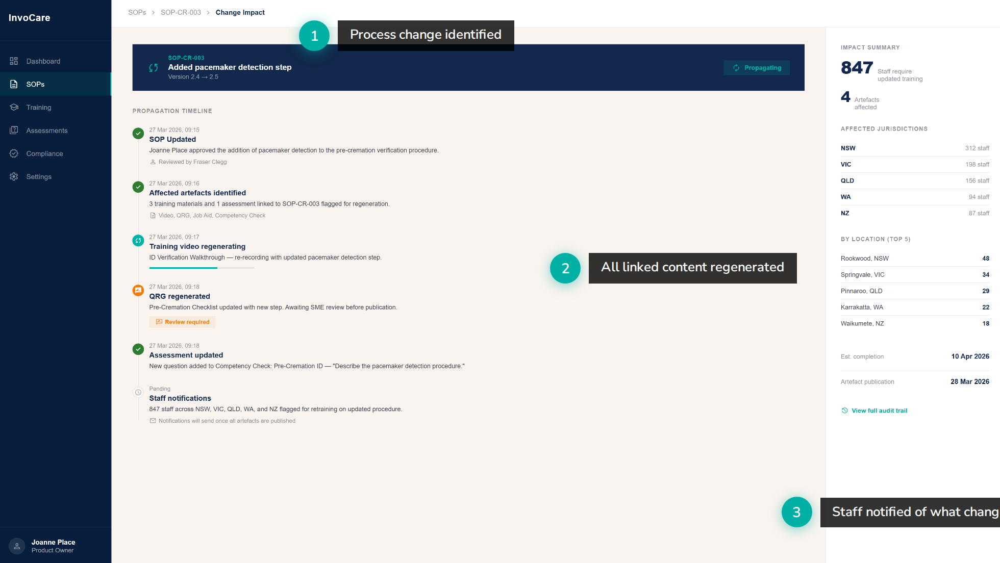 InvoCare
Dashboard
SOPs
Training
Assessments
Compliance
Settings
Joanne Place
Product Owner
SOPs > SOP-CR-003 > Change Impact
1 Process change identified
SOP-CR-003
Added pacemaker detection step
Version 2.4 → 2.5
Propagating
PROPAGATION TIMELINE
27 Mar 2026, 09:15
SOP Updated
Joanne Place approved the addition of pacemaker detection to the pre-cremation verification procedure.
Reviewed by Fraser Clegg
27 Mar 2026, 09:16
Affected artefacts identified
3 training materials and 1 assessment linked to SOP-CR-003 flagged for regeneration.
Video, QRG, Job Aid, Competency Check
27 Mar 2026, 09:17
Training video regenerating
ID Verification Walkthrough — re-recording with updated pacemaker detection step.
2 All linked content regenerated
27 Mar 2026, 09:18
QRG regenerated
Pre-Cremation Checklist updated with new step. Awaiting SME review before publication.
Review required
27 Mar 2026, 09:18
Assessment updated
New question added to Competency Check: Pre-Cremation ID — "Describe the pacemaker detection procedure."
Pending
Staff notifications
847 staff across NSW, VIC, QLD, WA, and NZ flagged for retraining on updated procedure.
Notifications will send once all artefacts are published
IMPACT SUMMARY
847 Staff require
updated training
4 Artefacts
affected
AFFECTED JURISDICTIONS
NSW 312 staff
VIC 198 staff
QLD 156 staff
WA 94 staff
NZ 87 staff
BY LOCATION (TOP 5)
Rookwood, NSW 48
Springvale, VIC 34
Pinnaroo, QLD 29
Karrakatta, WA 22
Waikumete, NZ 18
Est. completion 10 Apr 2026
Artefact publication 28 Mar 2026
View full audit trail
3 Staff notified of what chang